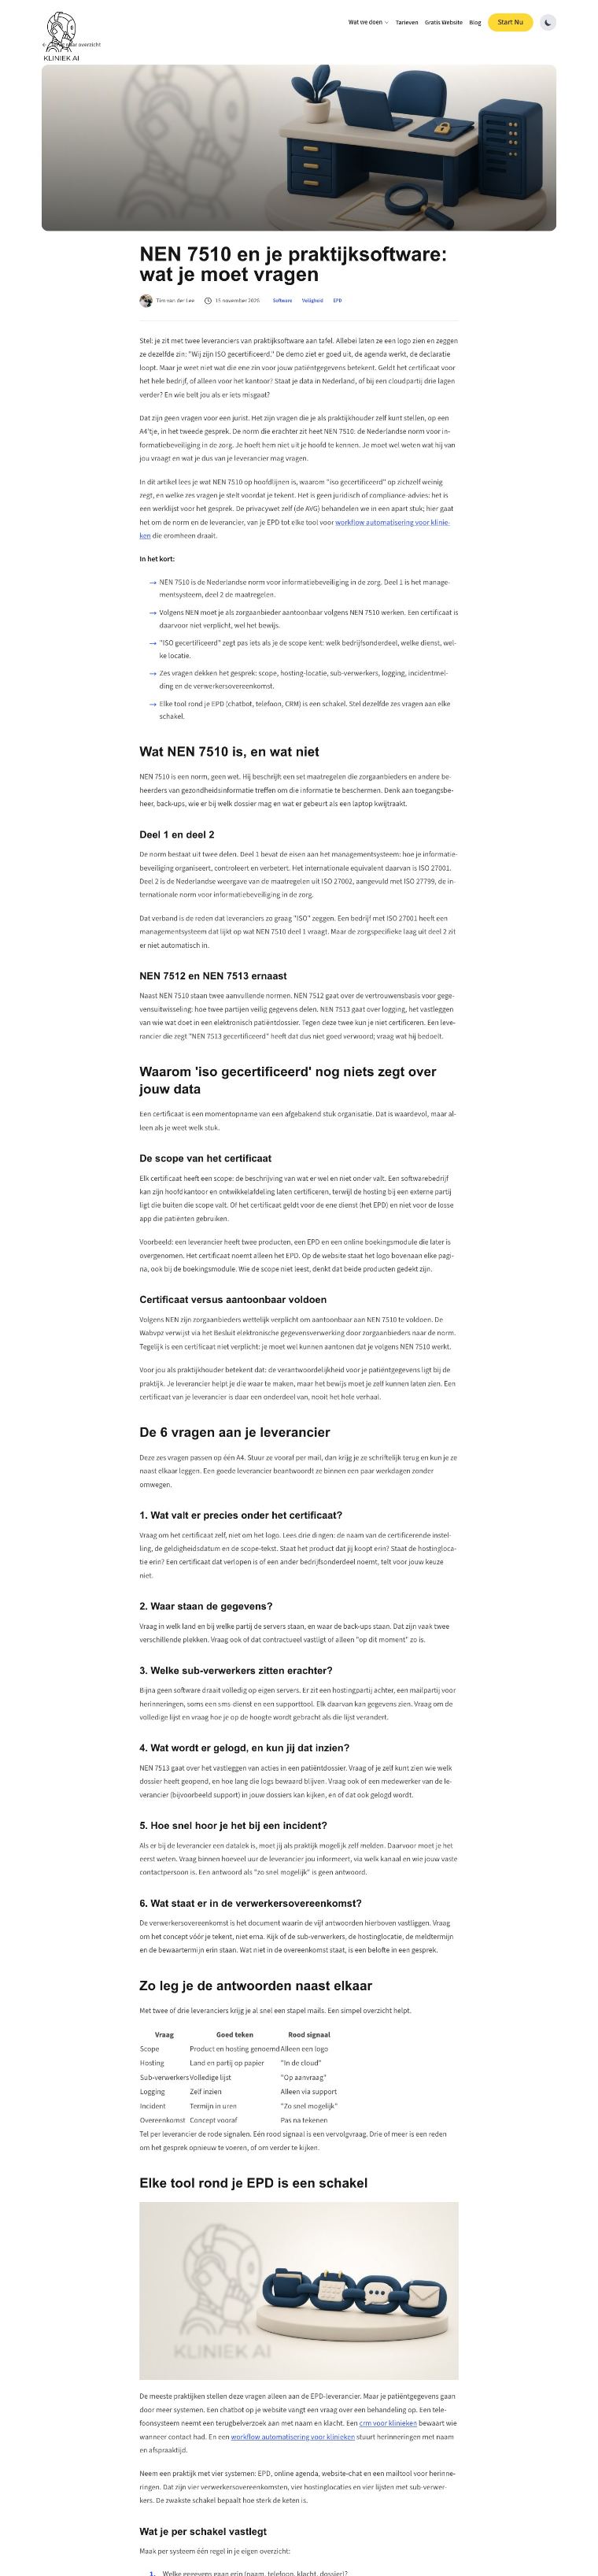 Wat we doen
Tarieven
Gratis Website
Blog
Start Nu
naar overzicht
KLINIEK AI
NEN 7510 en je praktijksoftware:
wat je moet vragen
Tim van der Lee
15 november 2025
Software
Veiligheid
EPD
Stel: je zit met twee leveranciers van praktijksoftware aan tafel. Allebei laten ze een logo zien en zeggen
ze dezelfde zin: "Wij zijn ISO gecertificeerd." De demo ziet er goed uit, de agenda werkt, de declaratie
loopt. Maar je weet niet wat die ene zin voor jouw patiëntgegevens betekent. Geldt het certificaat voor
het hele bedrijf, of alleen voor het kantoor? Staat je data in Nederland, of bij een cloudpartij drie lagen
verder? En wie belt jou als er iets misgaat?
Dat zijn geen vragen voor een jurist. Het zijn vragen die je als praktijkhouder zelf kunt stellen, op een
A4'tje, in het tweede gesprek. De norm die erachter zit heet NEN 7510: de Nederlandse norm voor in-
formatiebeveiliging in de zorg. Je hoeft hem niet uit je hoofd te kennen. Je moet wel weten wat hij van
jou vraagt en wat je dus van je leverancier mag vragen.
In dit artikel lees je wat NEN 7510 op hoofdlijnen is, waarom "iso gecertificeerd" op zichzelf weinig
zegt, en welke zes vragen je stelt voordat je tekent. Het is geen juridisch of compliance-advies: het is
een werklijst voor het gesprek. De privacywet zelf (de AVG) behandelen we in een apart stuk; hier gaat
het om de norm en de leverancier, van je EPD tot elke tool voor workflow automatisering voor klinie-
ken die eromheen draait.
In het kort:
→ NEN 7510 is de Nederlandse norm voor informatiebeveiliging in de zorg. Deel 1 is het manage-
mentsysteem, deel 2 de maatregelen.
→ Volgens NEN moet je als zorgaanbieder aantoonbaar volgens NEN 7510 werken. Een certificaat is
daarvoor niet verplicht, wel het bewijs.
→ "ISO gecertificeerd" zegt pas iets als je de scope kent: welk bedrijfsonderdeel, welke dienst, wel-
ke locatie.
→ Zes vragen dekken het gesprek: scope, hosting-locatie, sub-verwerkers, logging, incidentmel-
ding en de verwerkersovereenkomst.
→ Elke tool rond je EPD (chatbot, telefoon, CRM) is een schakel. Stel dezelfde zes vragen aan elke
schakel.
Wat NEN 7510 is, en wat niet
NEN 7510 is een norm, geen wet. Hij beschrijft een set maatregelen die zorgaanbieders en andere be-
heerders van gezondheidsinformatie treffen om die informatie te beschermen. Denk aan toegangsbe-
heer, back-ups, wie er bij welk dossier mag en wat er gebeurt als een laptop kwijtraakt.
Deel 1 en deel 2
De norm bestaat uit twee delen. Deel 1 bevat de eisen aan het managementsysteem: hoe je informatie-
beveiliging organiseert, controleert en verbetert. Het internationale equivalent daarvan is ISO 27001.
Deel 2 is de Nederlandse weergave van de maatregelen uit ISO 27002, aangevuld met ISO 27799, de in-
ternationale norm voor informatiebeveiliging in de zorg.
Dat verband is de reden dat leveranciers zo graag "ISO" zeggen. Een bedrijf met ISO 27001 heeft een
managementsysteem dat lijkt op wat NEN 7510 deel 1 vraagt. Maar de zorgspecifieke laag uit deel 2 zit
er niet automatisch in.
NEN 7512 en NEN 7513 ernaast
Naast NEN 7510 staan twee aanvullende normen. NEN 7512 gaat over de vertrouwensbasis voor gege-
vensuitwisseling: hoe twee partijen veilig gegevens delen. NEN 7513 gaat over logging, het vastleggen
van wie wat doet in een elektronisch patiëntdossier. Tegen deze twee kun je niet certificeren. Een leve-
rancier die zegt "NEN 7513 gecertificeerd" heeft dat dus niet goed verwoord; vraag wat hij bedoelt.
Waarom 'iso gecertificeerd' nog niets zegt over
jouw data
Een certificaat is een momentopname van een afgebakend stuk organisatie. Dat is waardevol, maar al-
leen als je weet welk stuk.
De scope van het certificaat
Elk certificaat heeft een scope: de beschrijving van wat er wel en niet onder valt. Een softwarebedrijf
kan zijn hoofdkantoor en ontwikkelafdeling laten certificeren, terwijl de hosting bij een externe partij
ligt die buiten die scope valt. Of het certificaat geldt voor de ene dienst (het EPD) en niet voor de losse
app die patiënten gebruiken.
Voorbeeld: een leverancier heeft twee producten, een EPD en een online boekingsmodule die later is
overgenomen. Het certificaat noemt alleen het EPD. Op de website staat het logo bovenaan elke pagi-
na, ook bij de boekingsmodule. Wie de scope niet leest, denkt dat beide producten gedekt zijn.
Certificaat versus aantoonbaar voldoen
Volgens NEN zijn zorgaanbieders wettelijk verplicht om aantoonbaar aan NEN 7510 te voldoen. De
Wabvpz verwijst via het Besluit elektronische gegevensverwerking door zorgaanbieders naar de norm.
Tegelijk is een certificaat niet verplicht: je moet wel kunnen aantonen dat je volgens NEN 7510 werkt.
Voor jou als praktijkhouder betekent dat: de verantwoordelijkheid voor je patiëntgegevens ligt bij de
praktijk. Je leverancier helpt je die waar te maken, maar het bewijs moet je zelf kunnen laten zien. Een
certificaat van je leverancier is daar een onderdeel van, nooit het hele verhaal.
De 6 vragen aan je leverancier
Deze zes vragen passen op één A4. Stuur ze vooraf per mail, dan krijg je ze schriftelijk terug en kun je ze
naast elkaar leggen. Een goede leverancier beantwoordt ze binnen een paar werkdagen zonder
omwegen.
1. Wat valt er precies onder het certificaat?
Vraag om het certificaat zelf, niet om het logo. Lees drie dingen: de naam van de certificerende instel-
ling, de geldigheidsdatum en de scope-tekst. Staat het product dat jij koopt erin? Staat de hostingloca-
tie erin? Een certificaat dat verlopen is of een ander bedrijfsonderdeel noemt, telt voor jouw keuze
niet.
2. Waar staan de gegevens?
Vraag in welk land en bij welke partij de servers staan, en waar de back-ups staan. Dat zijn vaak twee
verschillende plekken. Vraag ook of dat contractueel vastligt of alleen "op dit moment" zo is.
3. Welke sub-verwerkers zitten erachter?
Bijna geen software draait volledig op eigen servers. Er zit een hostingpartij achter, een mailpartij voor
herinneringen, soms een sms-dienst en een supporttool. Elk daarvan kan gegevens zien. Vraag om de
volledige lijst en vraag hoe je op de hoogte wordt gebracht als die lijst verandert.
4. Wat wordt er gelogd, en kun jij dat inzien?
NEN 7513 gaat over het vastleggen van acties in een patiëntdossier. Vraag of je zelf kunt zien wie welk
dossier heeft geopend, en hoe lang die logs bewaard blijven. Vraag ook of een medewerker van de le-
verancier (bijvoorbeeld support) in jouw dossiers kan kijken, en of dat ook gelogd wordt.
5. Hoe snel hoor je het bij een incident?
Als er bij de leverancier een datalek is, moet jij als praktijk mogelijk zelf melden. Daarvoor moet je het
eerst weten. Vraag binnen hoeveel uur de leverancier jou informeert, via welk kanaal en wie jouw vaste
contactpersoon is. Een antwoord als "zo snel mogelijk" is geen antwoord.
6. Wat staat er in de verwerkersovereenkomst?
De verwerkersovereenkomst is het document waarin de vijf antwoorden hierboven vastliggen. Vraag
om het concept vóór je tekent, niet erna. Kijk of de sub-verwerkers, de hostinglocatie, de meldtermijn
en de bewaartermijn erin staan. Wat niet in de overeenkomst staat, is een belofte in een gesprek.
Zo leg je de antwoorden naast elkaar
Met twee of drie leveranciers krijg je al snel een stapel mails. Een simpel overzicht helpt.
Vraag Goed teken Rood signaal
Scope Product en hosting genoemd Alleen een logo
Hosting Land en partij op papier "In de cloud"
Sub-verwerkers Volledige lijst "Op aanvraag"
Logging Zelf inzien Alleen via support
Incident Termijn in uren "Zo snel mogelijk"
Overeenkomst Concept vooraf Pas na tekenen
Tel per leverancier de rode signalen. Eén rood signaal is een vervolgvraag. Drie of meer is een reden
om het gesprek opnieuw te voeren, of om verder te kijken.
Elke tool rond je EPD is een schakel
KLINIEK AI
De meeste praktijken stellen deze vragen alleen aan de EPD-leverancier. Maar je patiëntgegevens gaan
door meer systemen. Een chatbot op je website vangt een vraag over een behandeling op. Een tele-
foonsysteem neemt een terugbelverzoek aan met naam en klacht. Een crm voor klinieken bewaart wie
wanneer contact had. En een workflow automatisering voor klinieken stuurt herinneringen met naam
en afspraaktijd.
Neem een praktijk met vier systemen: EPD, online agenda, website-chat en een mailtool voor herinne-
ringen. Dat zijn vier verwerkersovereenkomsten, vier hostinglocaties en vier lijsten met sub-verwer-
kers. De zwakste schakel bepaalt hoe sterk de keten is.
Wat je per schakel vastlegt
Maak per systeem één regel in je eigen overzicht:
1. Welke gegevens gaan erin (naam, telefoon, klacht, dossier)?